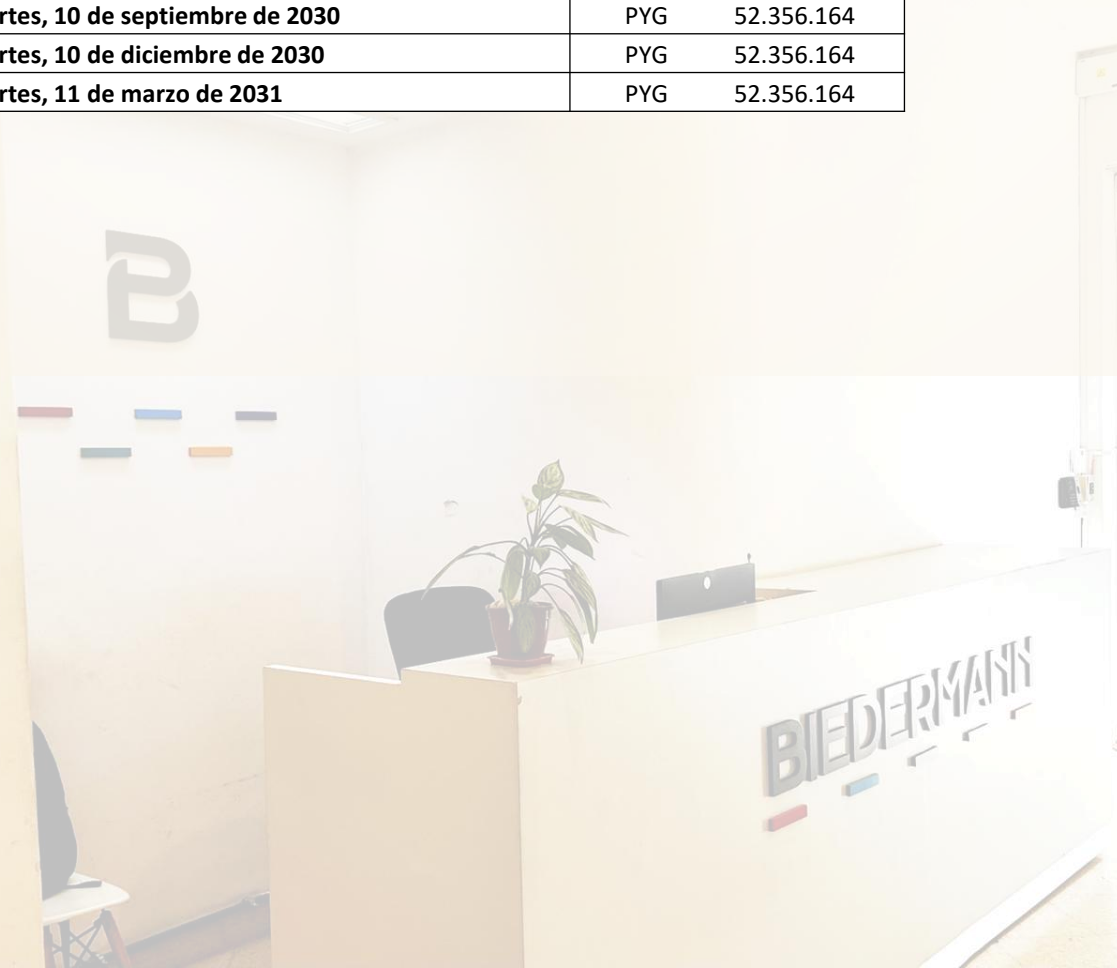 rtes, 10 de septiembre de 2030 PYG 52.356.164
rtes, 10 de diciembre de 2030 PYG 52.356.164
rtes, 11 de marzo de 2031 PYG 52.356.164
B
BIEDERMANN